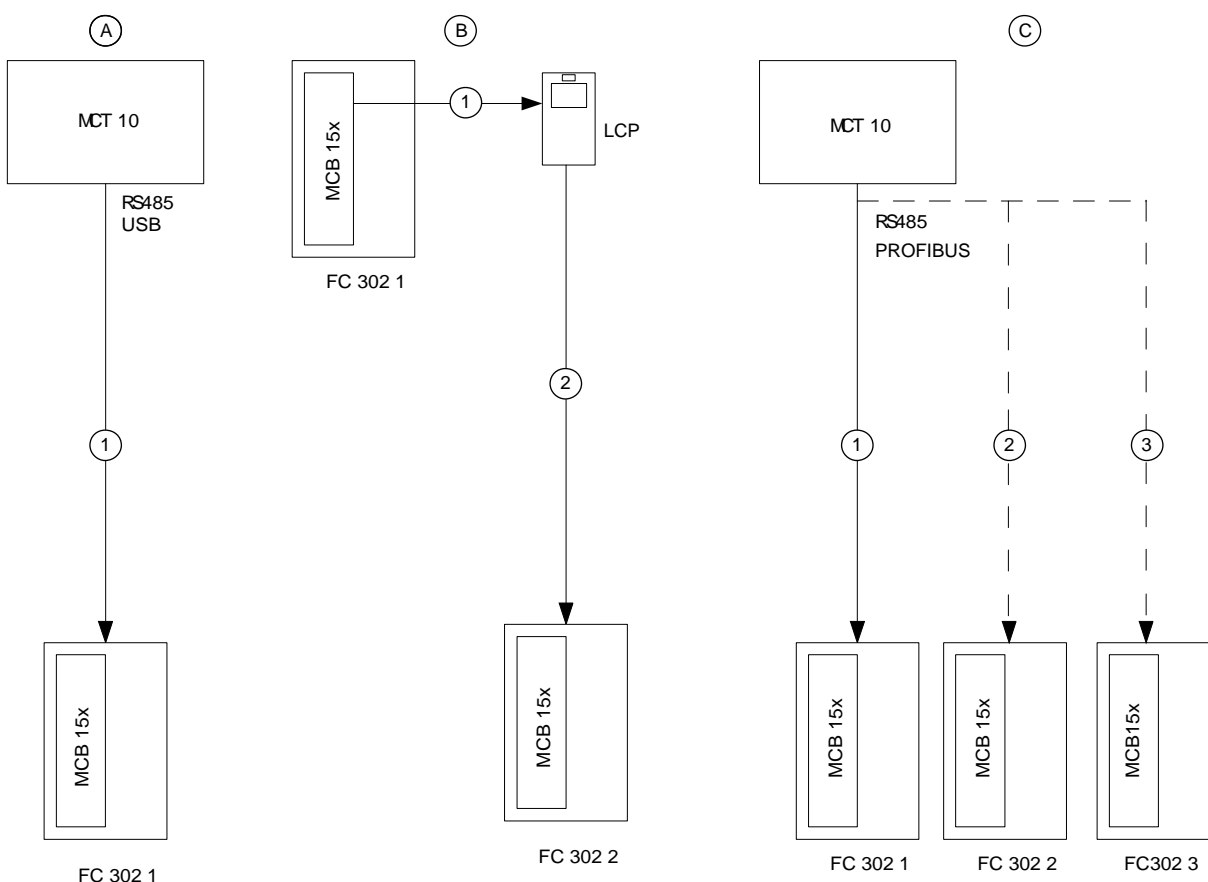 A
B
C
MCT 10
RS485
USB
1
MCB 15x
FC 302 1
MCB 15x
FC 302 1
1
LCP
2
MCB 15x
FC 302 2
MCT 10
RS485
PROFIBUS
1
2
3
MCB 15x
MCB 15x
MCB15x
FC 302 1
FC 302 2
FC302 3